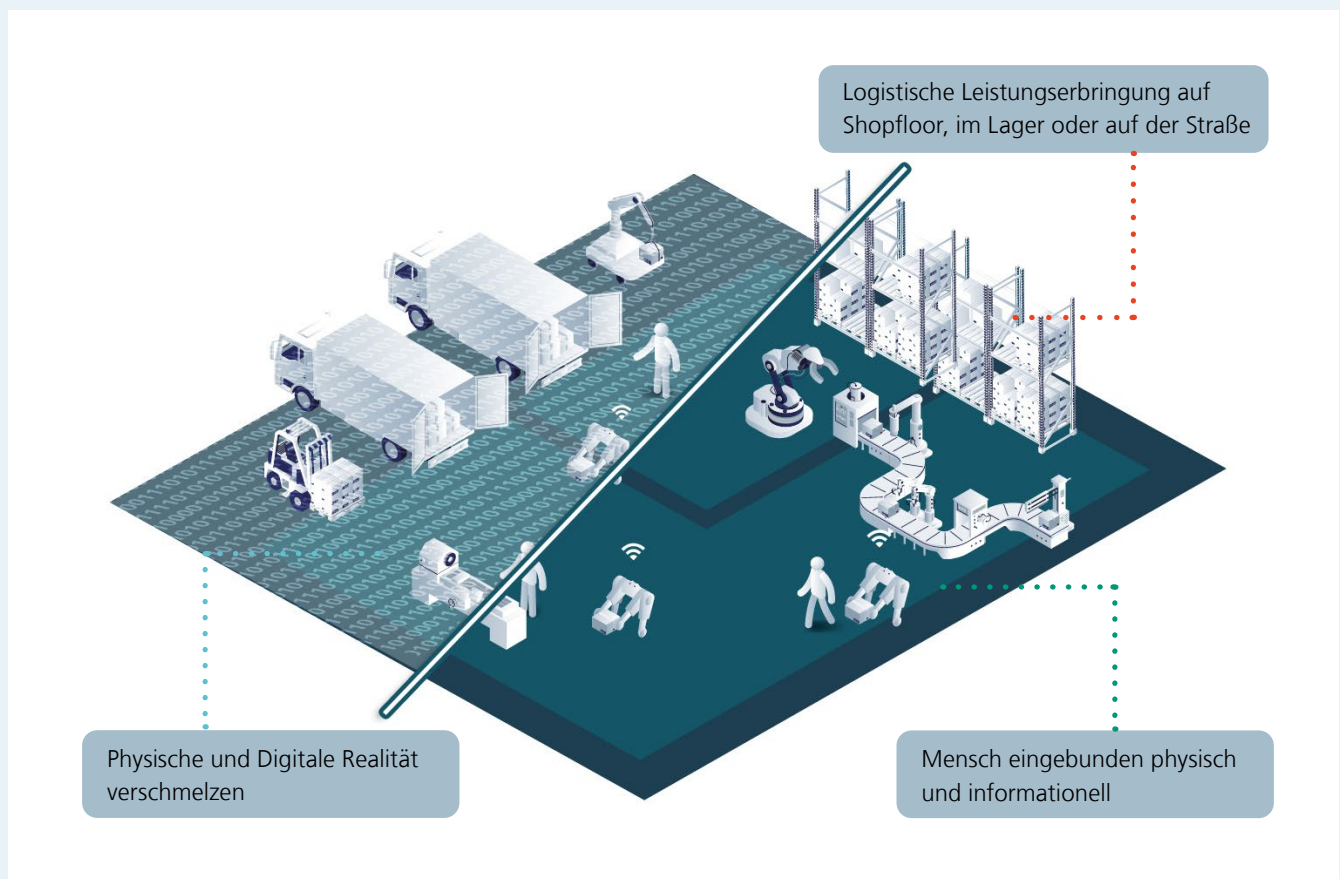 Logistische Leistungserbringung auf
Shopfloor, im Lager oder auf der Straße
Physische und Digitale Realität
verschmelzen
Mensch eingebunden physisch
und informationell